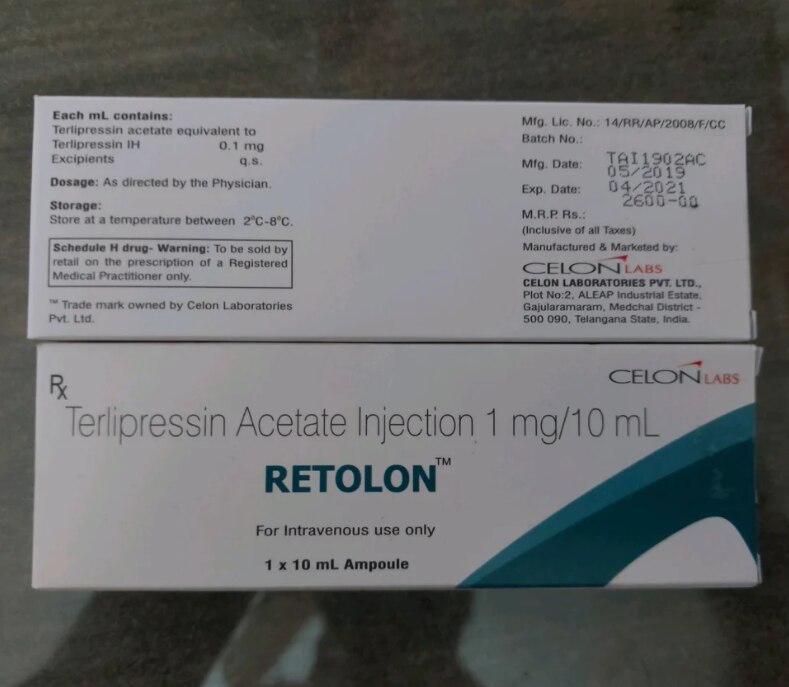 Each mL contains:
Terlipressin acetate equivalent to
Terlipressin IH 0.1 mg
Excipients q.s.
Dosage: As directed by the Physician.
Storage:
Store at a temperature between 2°C-8°C.
Schedule H drug- Warning: To be sold by
retail on the prescription of a Registered
Medical Practitioner only.
™ Trade mark owned by Celon Laboratories
Pvt. Ltd.
Mfg. Lic. No.: 14/RR/AP/2008/F/CC
Batch No.: TAI1902AC
Mfg. Date: 05/2019
Exp. Date: 04/2021
M.R.P. Rs.: 2600-00
(Inclusive of all Taxes)
Manufactured & Marketed by:
CELON LABS
CELON LABORATORIES PVT. LTD.,
Plot No:2, ALEAP Industrial Estate,
Gajularamaram, Medchal District -
500 090, Telangana State, India.
Rx
CELON LABS
Terlipressin Acetate Injection 1 mg/10 mL
RETOLON™
For Intravenous use only
1 x 10 mL Ampoule